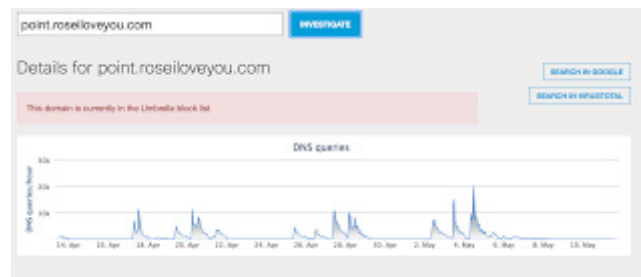 point.roseiloveyou.com
INVESTIGATE
Details for point.roseiloveyou.com
SEARCH IN GOOGLE
SEARCH IN VIRUSTOTAL
This domain is currently in the Umbrella block list
DNS queries
DNS queries/hour
30k
20k
10k
14. Apr 16. Apr 18. Apr 20. Apr 22. Apr 24. Apr 26. Apr 28. Apr 30. Apr 2. May 4. May 6. May 8. May 10. May